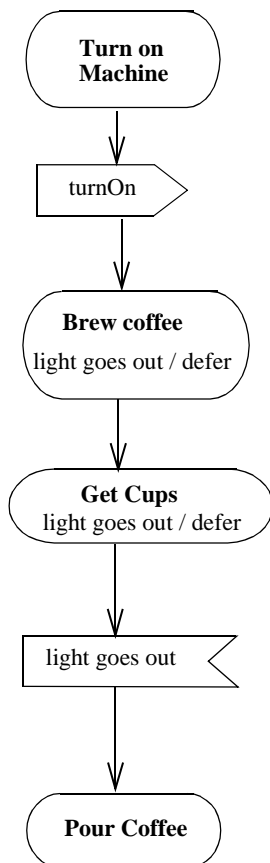 Turn on
Machine
turnOn
Brew coffee
light goes out / defer
Get Cups
light goes out / defer
light goes out
Pour Coffee